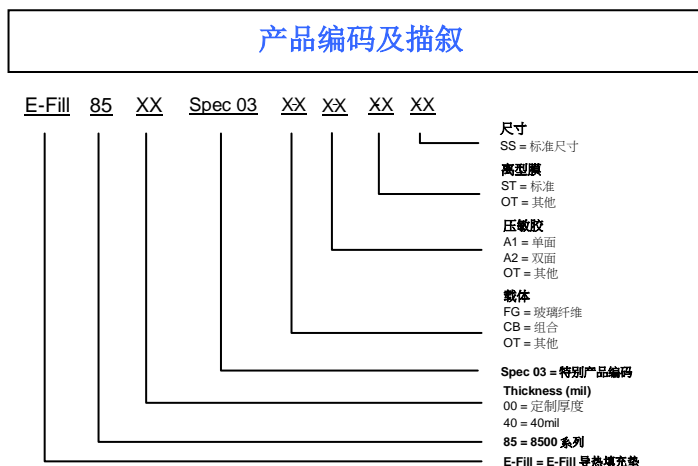 产品编码及描叙
E-Fill 85 XX Spec 03 XX XX XX XX
尺寸
SS = 标准尺寸
离型膜
ST = 标准
OT = 其他
压敏胶
A1 = 单面
A2 = 双面
OT = 其他
载体
FG = 玻璃纤维
CB = 组合
OT = 其他
Spec 03 = 特别产品编码
Thickness (mil)
00 = 定制厚度
40 = 40mil
85 = 8500 系列
E-Fill = E-Fill 导热填充垫